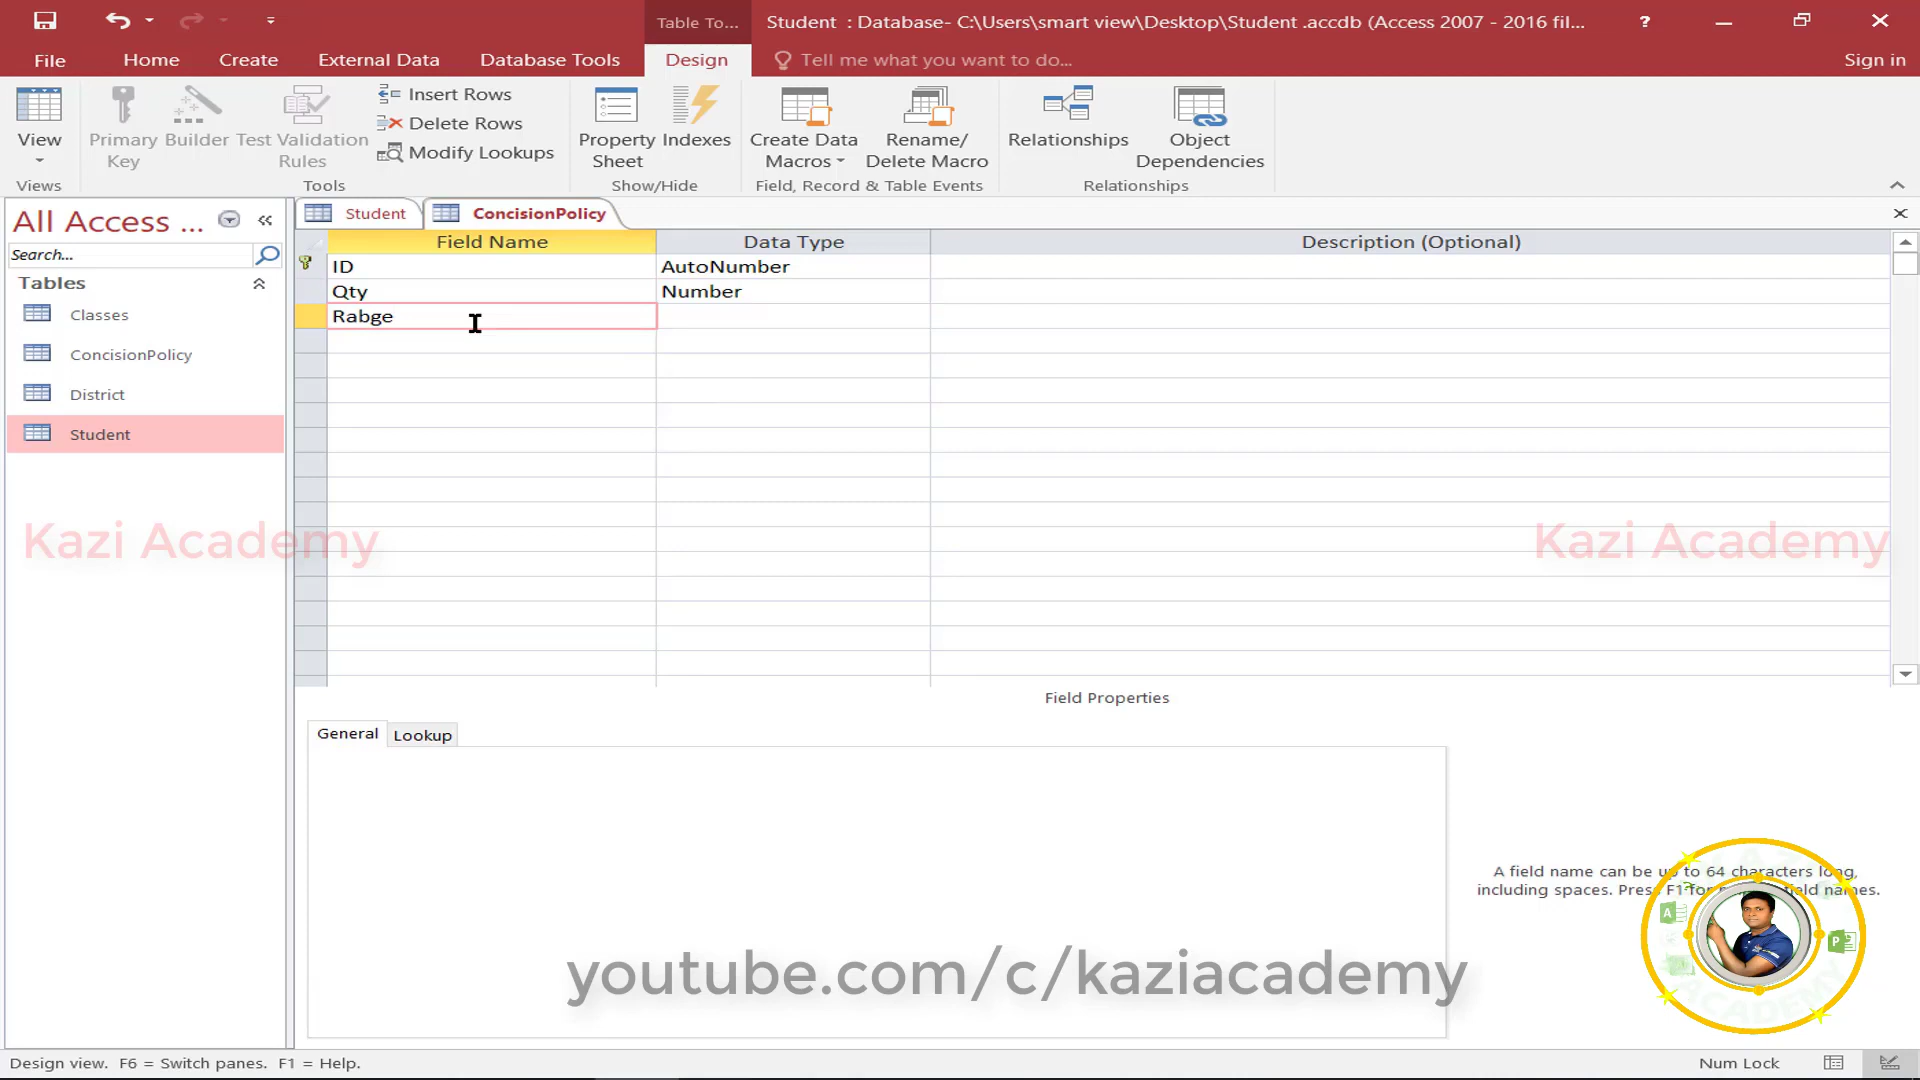 Table To...
Student : Database- C:\Users\smart view\Desktop\Student .accdb (Access 2007 - 2016 fil...
?
File
Home
Create
External Data
Database Tools
Design
Tell me what you want to do...
Sign in
View
Primary Key
Builder
Test Validation Rules
Insert Rows
Delete Rows
Modify Lookups
Property Sheet
Indexes
Create Data Macros
Rename/ Delete Macro
Relationships
Object Dependencies
Views
Tools
Show/Hide
Field, Record & Table Events
Relationships
All Access ...
Search...
Tables
Classes
ConcisionPolicy
District
Student
Student
ConcisionPolicy
Field Name
Data Type
Description (Optional)
ID
AutoNumber
Qty
Number
Rabge
Kazi Academy
Kazi Academy
Field Properties
General
Lookup
A field name can be up to 64 characters long,
including spaces. Press F1 for field names.
youtube.com/c/kaziacademy
ACADEMY
Design view. F6 = Switch panes. F1 = Help.
Num Lock